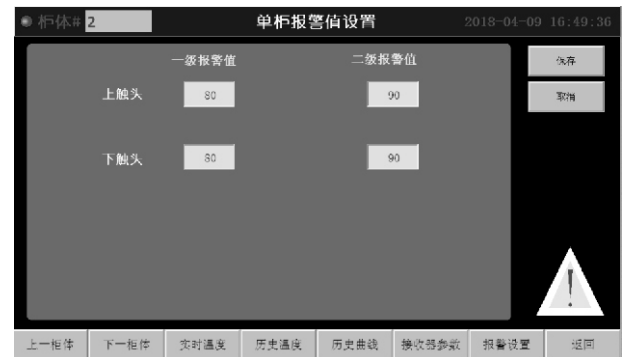 柜体# 2 单柜报警值设置 2018-04-09 16:49:36
一级报警值 二级报警值 保存
上触头 80 90 取消
下触头 80 90
上一柜体 下一柜体 实时温度 历史温度 历史曲线 接收器参数 报警设置 返回